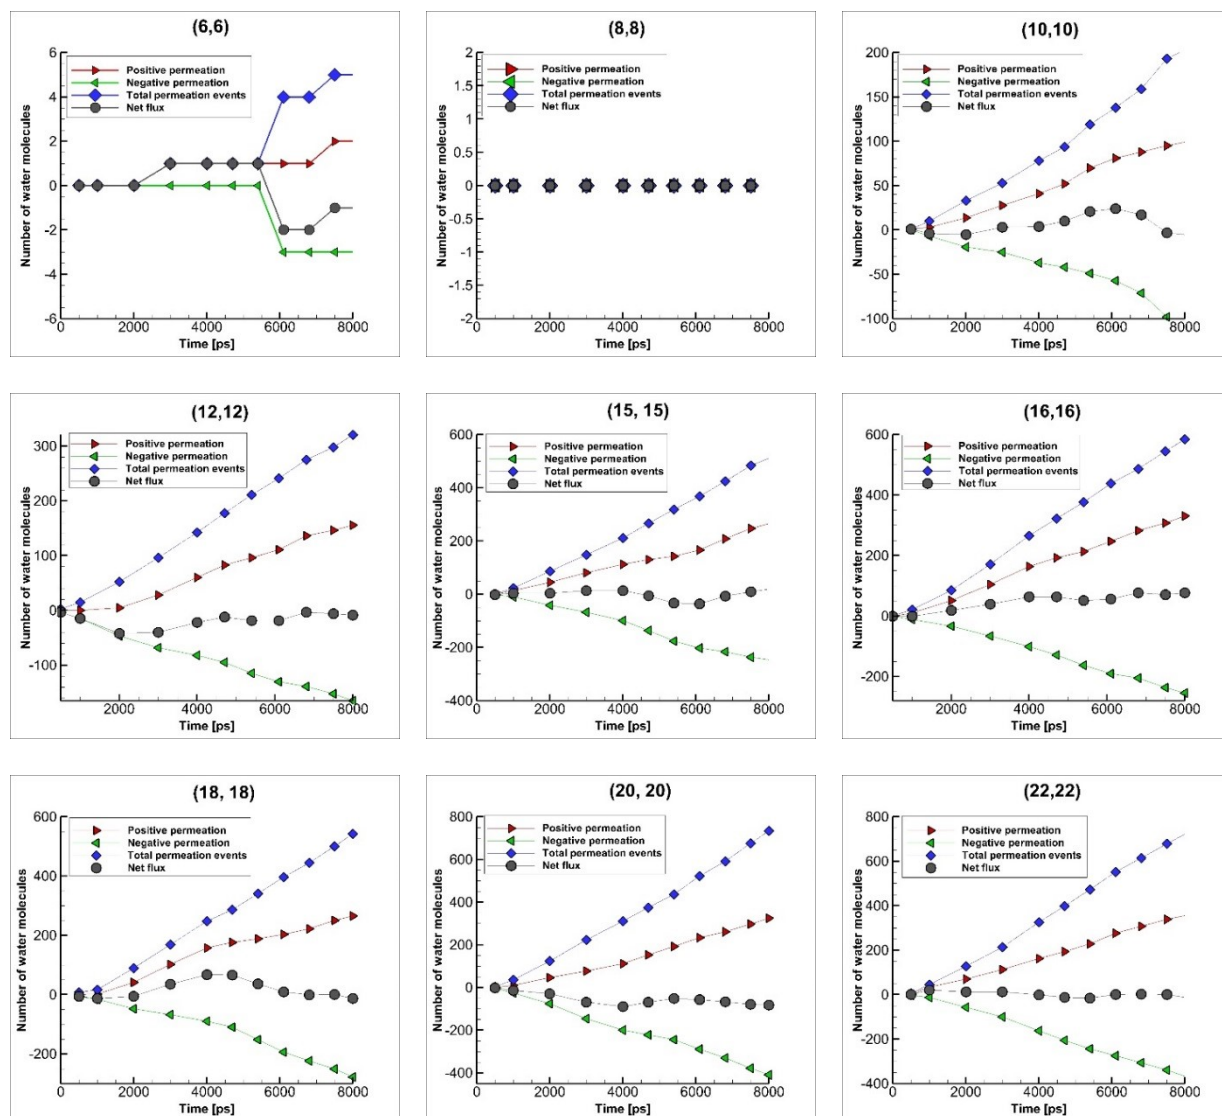 (6,6)
6
4
2
0
-2
-4
-6
Number of water molecules
Positive permeation
Negative permeation
Total permeation events
Net flux
0
2000
4000
6000
8000
Time [ps]
(8,8)
2
1.5
1
0.5
0
-0.5
-1
-1.5
-2
Number of water molecules
Positive permeation
Negative permeation
Total permeation events
Net flux
0
2000
4000
6000
8000
Time [ps]
(10,10)
200
150
100
50
0
-50
-100
Number of water molecules
Positive permeation
Negative permeation
Total permeation events
Net flux
0
2000
4000
6000
8000
Time [ps]
(12,12)
300
200
100
0
-100
Number of water molecules
Positive permeation
Negative permeation
Total permeation events
Net flux
2000
4000
6000
8000
Time [ps]
(15, 15)
600
400
200
0
-200
-400
Number of water molecules
Positive permeation
Negative permeation
Total permeation events
Net flux
0
2000
4000
6000
8000
Time [ps]
(16,16)
600
400
200
0
-200
Number of water molecules
Positive permeation
Negative permeation
Total permeation events
Net flux
2000
4000
6000
8000
Time [ps]
(18, 18)
600
400
200
0
-200
Number of water molecules
Positive permeation
Negative permeation
Total permeation events
Net flux
0
2000
4000
6000
8000
Time [ps]
(20, 20)
800
600
400
200
0
-200
-400
Number of water molecules
Positive permeation
Negative permeation
Total permeation events
Net flux
0
2000
4000
6000
8000
Time [ps]
(22,22)
800
600
400
200
0
-200
-400
Number of water molecules
Positive permeation
Negative permeation
Total permeation events
Net flux
0
2000
4000
6000
8000
Time [ps]